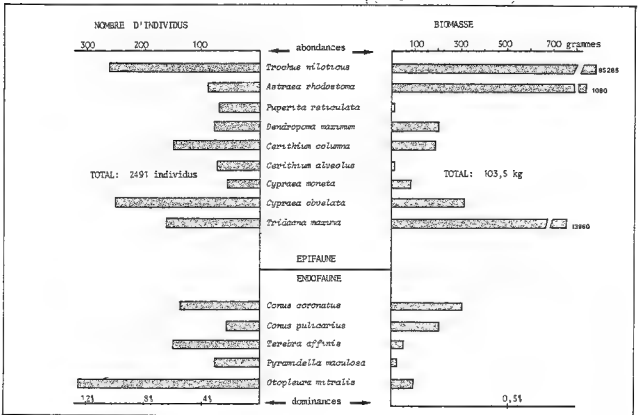 NOMBRE D'INDIVIDUS BIOMASSE
300 200 100 abondances 100 300 500 700 grammes
Trochus niloticus 85285
Astraea rhodostoma 1080
Puperita reticulata
Dendropoma maximum
Cerithium columna
Cerithium alveolus
TOTAL: 2491 individus TOTAL: 103,5 kg
Cypraea moneta
Cypraea obvelata
Tridacna maxima 13860
EPIFAUNE
ENDOFAUNE
Conus coronatus
Conus pulicarius
Terebra affinis
Pyramidella maculosa
Otopleura mitralis
12% 8% 4% dominances 0,5%